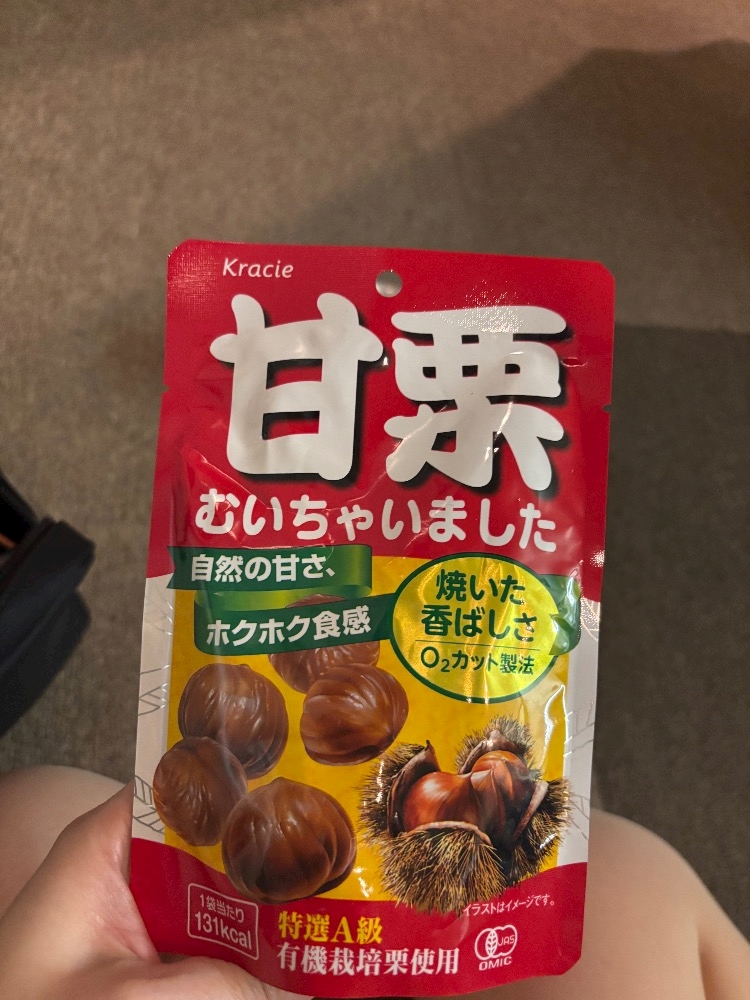 Kracie
甘栗
むいちゃいました
自然の甘さ、
ホクホク食感
焼いた
香ばしさ
O₂カット製法
イラストはイメージです。
1袋当たり
131kcal
特選A級
有機栽培栗使用
JAS
OMIC